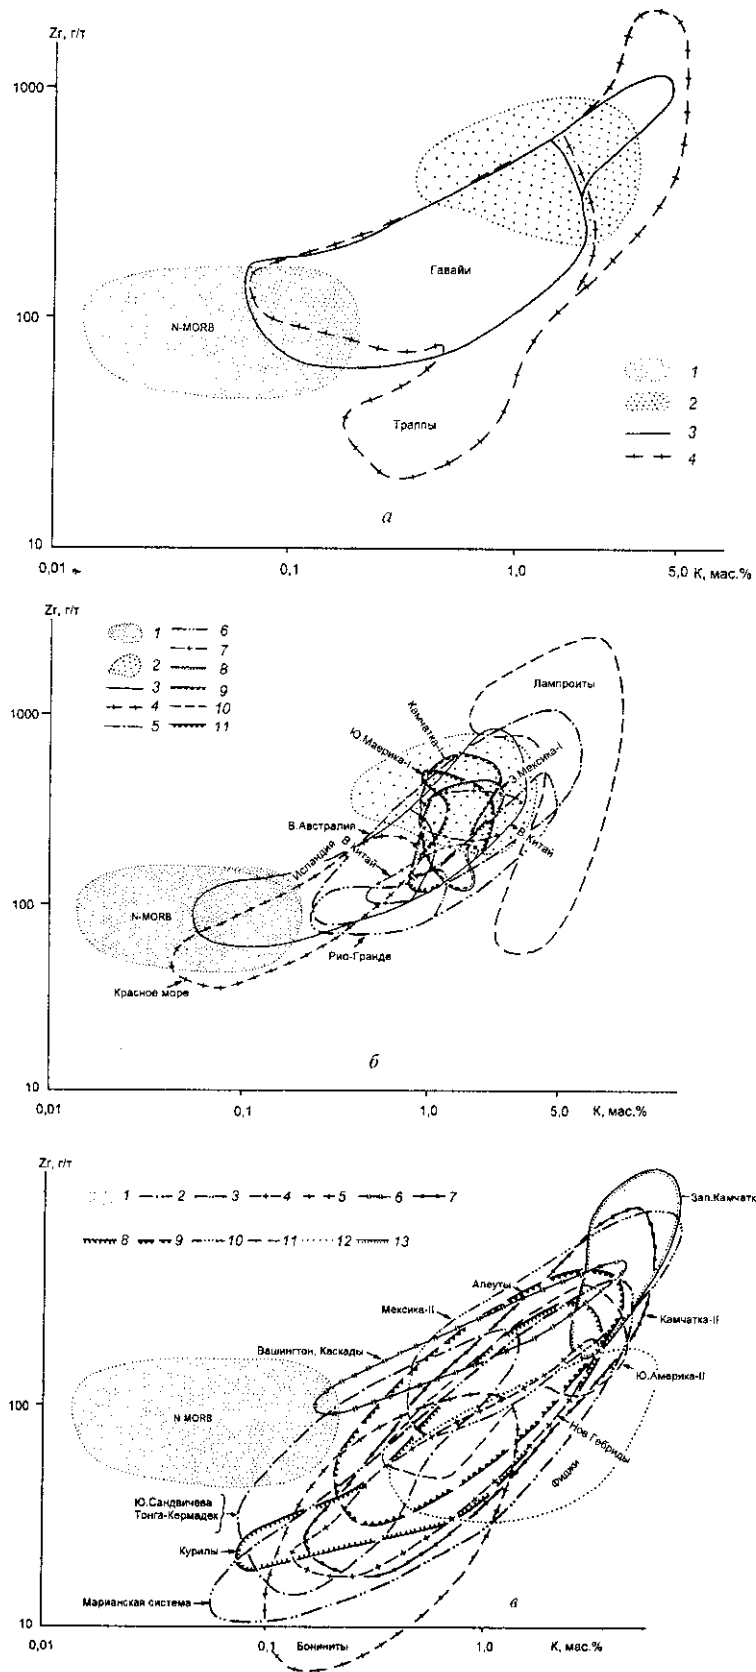 Zr, г/т
1000
Гавайи
100
N-MORB
1
2
Траппы
3
4
а
10
0,01
0,1
1,0
5,0
К, мас.%
Zr, г/т
1
6
7
2
8
3
9
4
10
5
11
Лампроиты
1000
Камчатка-I
Ю.Маерика-I
З.Мексика-I
В.Австралия
В.Китай
Исландия
В.Китай
100
N-MORB
Рио-Гранде
Красное море
б
10
0,01
0,1
1,0
5,0
К, мас.%
Zr, г/т
1
2
3
4
5
6
7
Зап.Камчатк
8
9
10
11
12
13
Алеуты
Мексика-II
Камчатка-II
Вашингтон, Каскады
Ю.Америка-II
100
N-MORB
Нов Гебриды
Фиджи
Ю.Сандвичева
Тонга-Кермадек
Курилы
Марианская система
в
10
Бониниты
0,01
0,1
1,0
К, мас.%